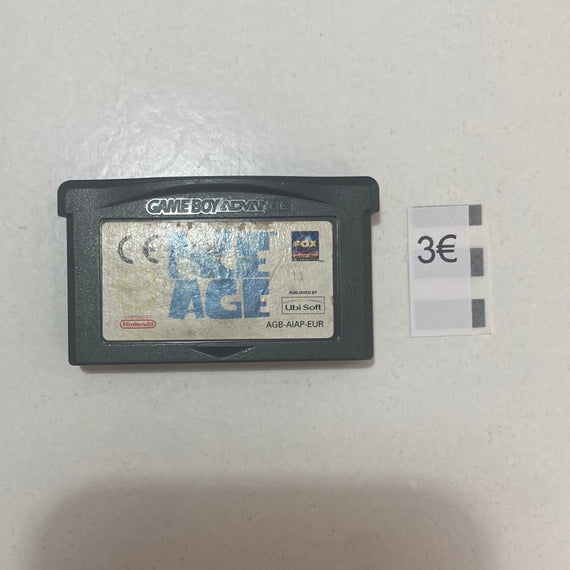 GAME BOY ADVANCE
CE
ICE
AGE
FOX
PUBLISHED BY
Ubi Soft
Nintendo
AGB-AIAP-EUR
3€